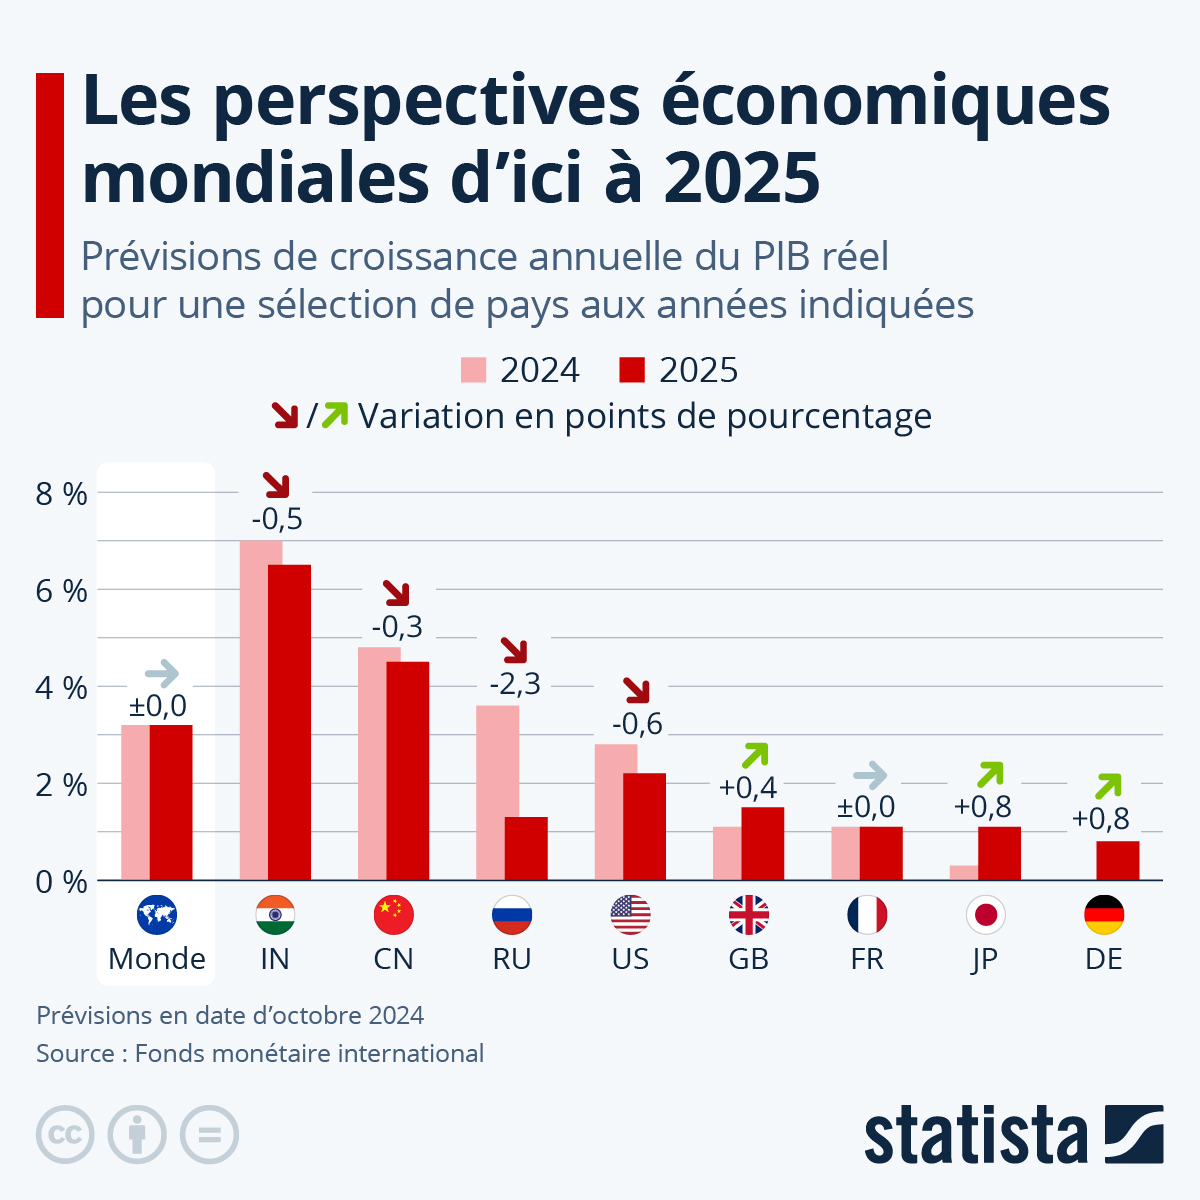 Les perspectives économiques
mondiales d’ici à 2025
Prévisions de croissance annuelle du PIB réel
pour une sélection de pays aux années indiquées
2024 2025
/ Variation en points de pourcentage
8 %
6 %
4 %
2 %
0 %
±0,0
-0,5
-0,3
-2,3
-0,6
+0,4
±0,0
+0,8
+0,8
Monde IN CN RU US GB FR JP DE
Prévisions en date d’octobre 2024
Source : Fonds monétaire international
cc
statista